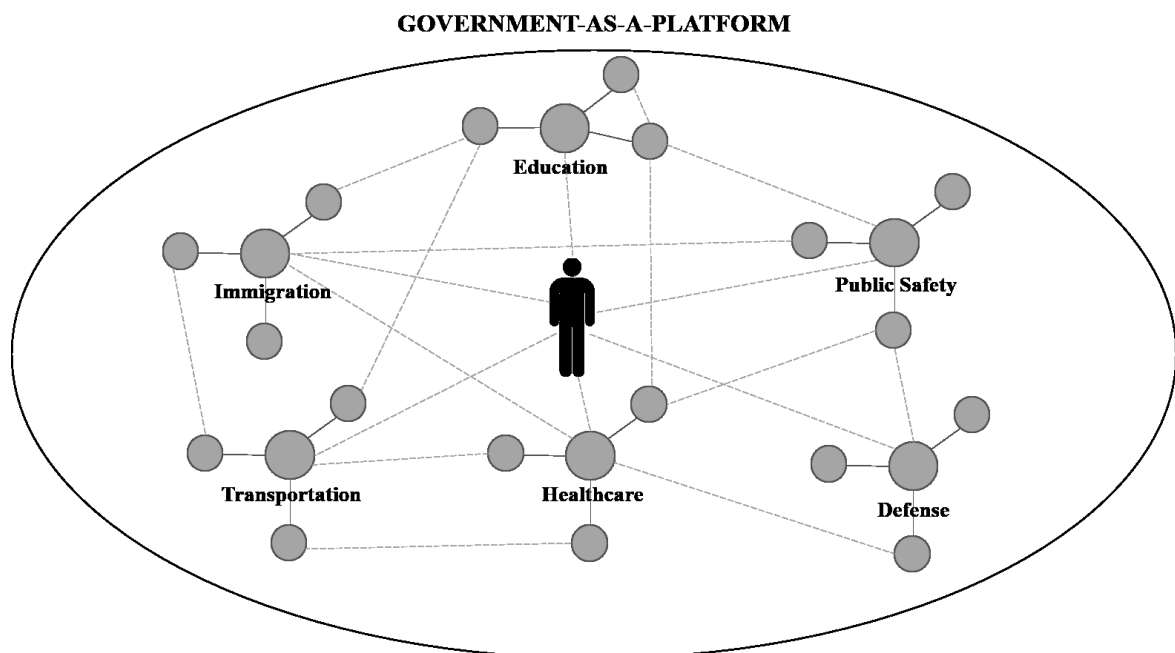 GOVERNMENT-AS-A-PLATFORM
Education
Immigration
Public Safety
Transportation
Healthcare
Defense